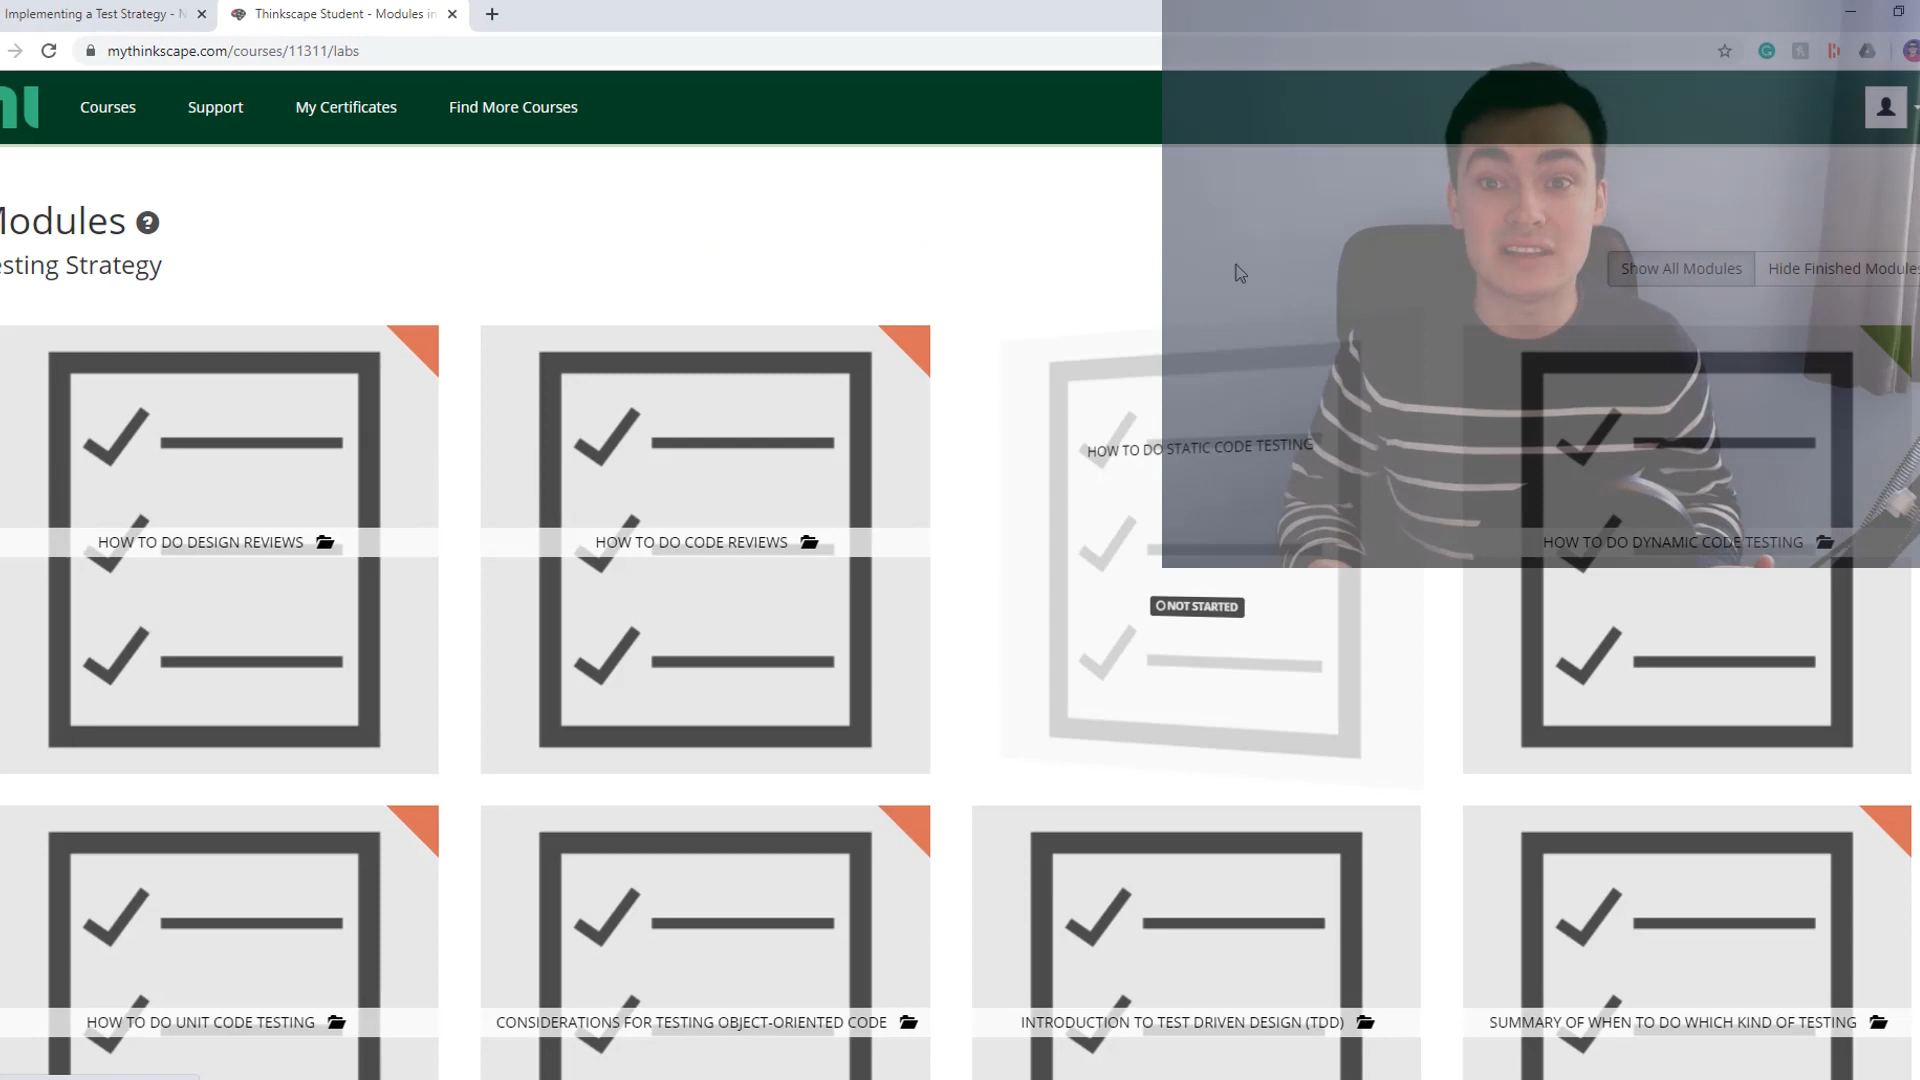 Implementing a Test Strategy - N
Thinkscape Student - Modules in
mythinkscape.com/courses/11311/labs
Courses
Support
My Certificates
Find More Courses
Modules
esting Strategy
Show All Modules
Hide Finished Modules
HOW TO DO DESIGN REVIEWS
HOW TO DO CODE REVIEWS
HOW TO DO STATIC CODE TESTING
NOT STARTED
HOW TO DO DYNAMIC CODE TESTING
HOW TO DO UNIT CODE TESTING
CONSIDERATIONS FOR TESTING OBJECT-ORIENTED CODE
INTRODUCTION TO TEST DRIVEN DESIGN (TDD)
SUMMARY OF WHEN TO DO WHICH KIND OF TESTING